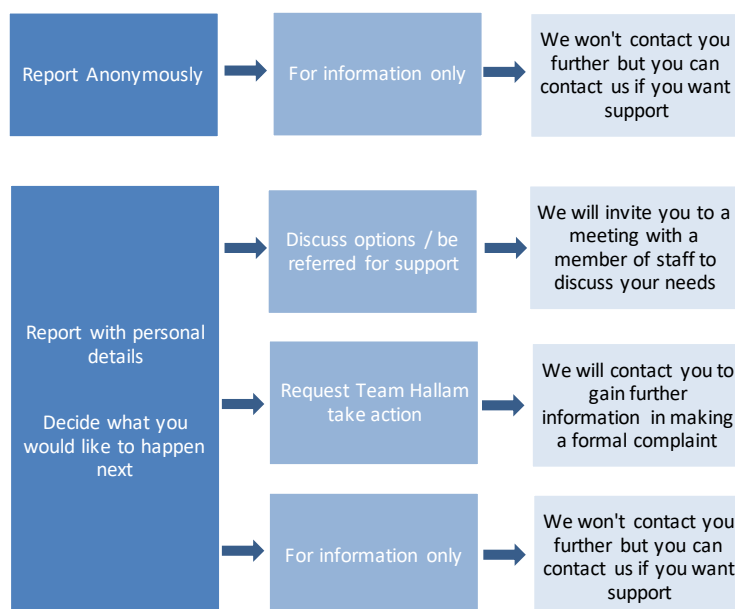 Report Anonymously
For information only
We won't contact you
further but you can
contact us if you want
support
Report with personal
details
Decide what you
would like to happen
next
Discuss options / be
referred for support
We will invite you to a
meeting with a
member of staff to
discuss your needs
Request Team Hallam
take action
We will contact you to
gain further
information in making
a formal complaint
For information only
We won't contact you
further but you can
contact us if you want
support